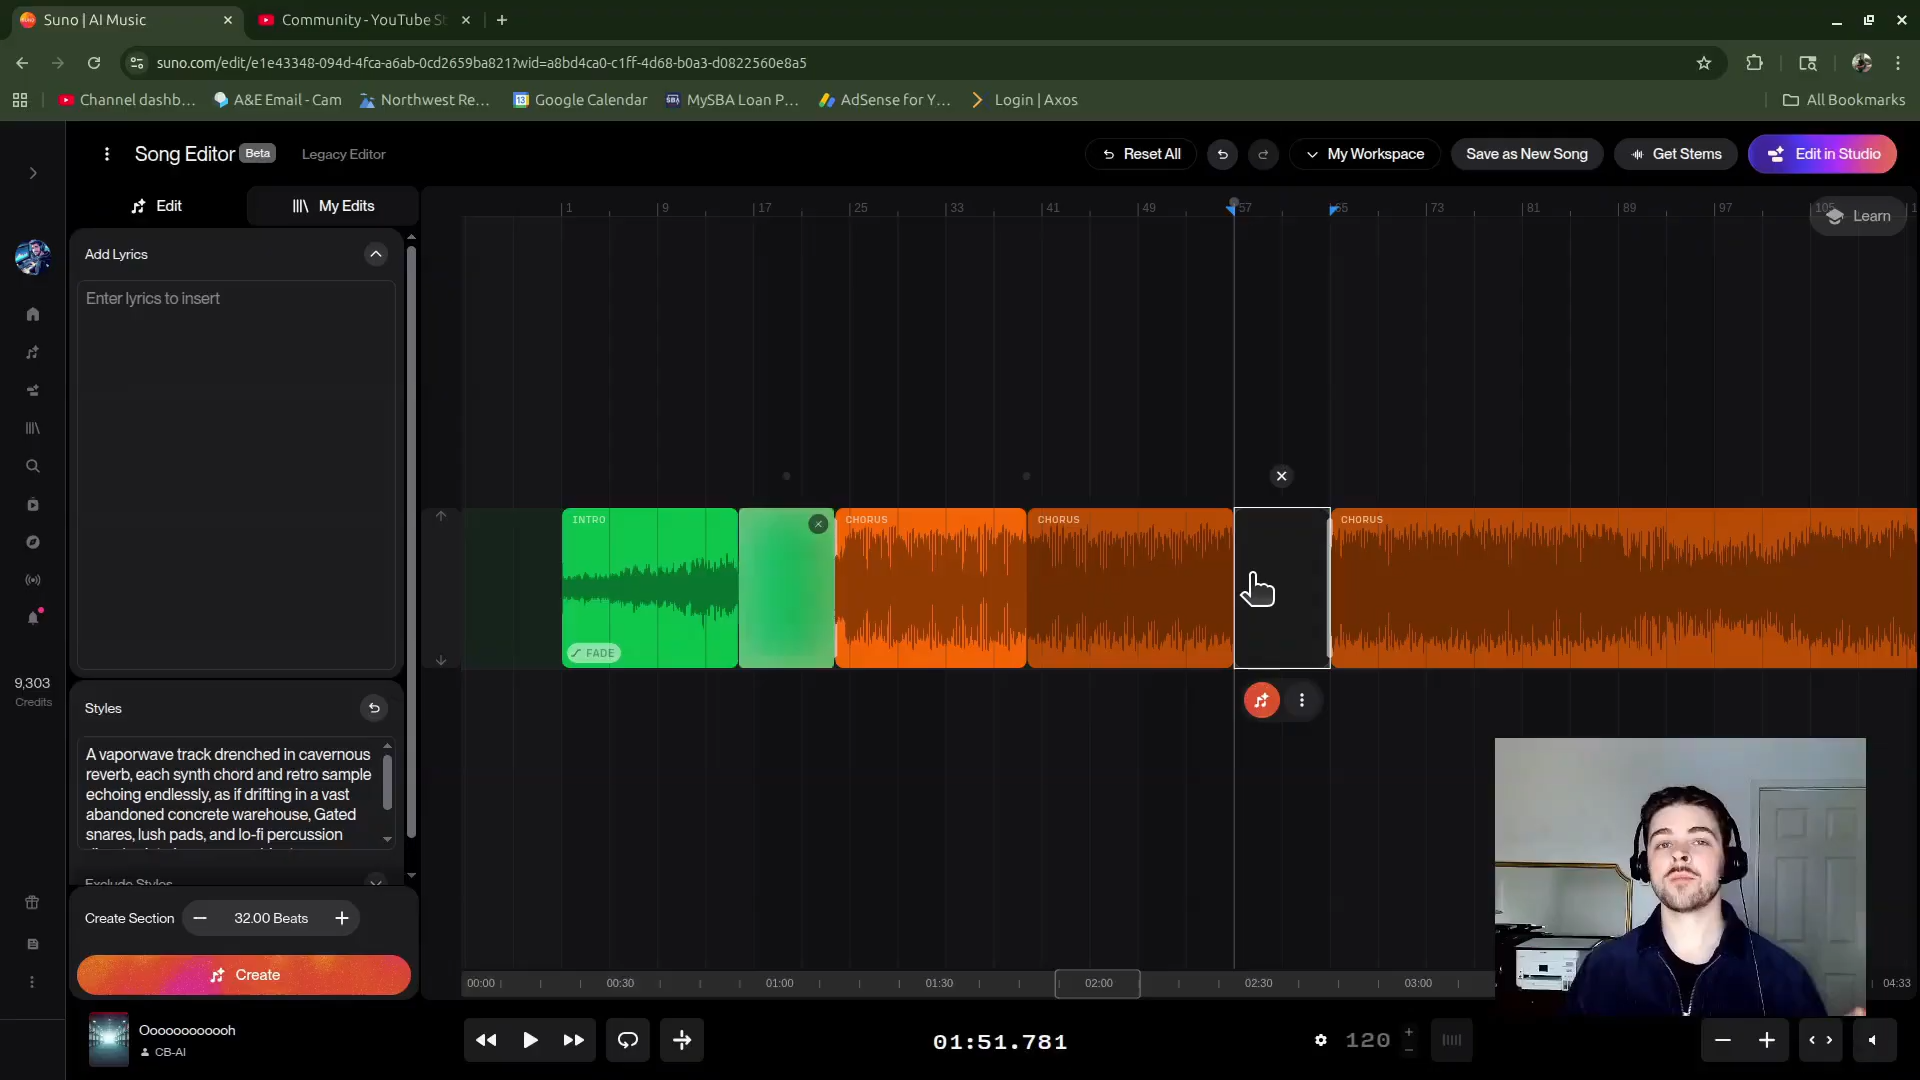 Suno | AI Music
Community - YouTube St
suno.com/edit/e1e43348-094d-4fca-a6ab-0cd2659ba821?wid=a8bd4ca0-c1ff-4d68-b0a3-d0822560e8a5
Channel dashb...
A&E Email - Cam
Northwest Re...
Google Calendar
MySBA Loan P...
AdSense for Y...
Login | Axos
All Bookmarks
Song Editor
Beta
Legacy Editor
Reset All
My Workspace
Save as New Song
Get Stems
Edit in Studio
Edit
My Edits
1
9
17
25
33
41
49
57
65
73
81
89
97
105
Learn
Add Lyrics
Enter lyrics to insert
INTRO
CHORUS
CHORUS
CHORUS
FADE
9,303
Credits
Styles
A vaporwave track drenched in cavernous
reverb, each synth chord and retro sample
echoing endlessly, as if drifting in a vast
abandoned concrete warehouse, Gated
snares, lush pads, and lo-fi percussion
Exclude Styles
Create Section
32.00 Beats
Create
00:00
00:30
01:00
01:30
02:00
02:30
03:00
04:33
Oooooooooooh
CB-AI
01:51.781
120